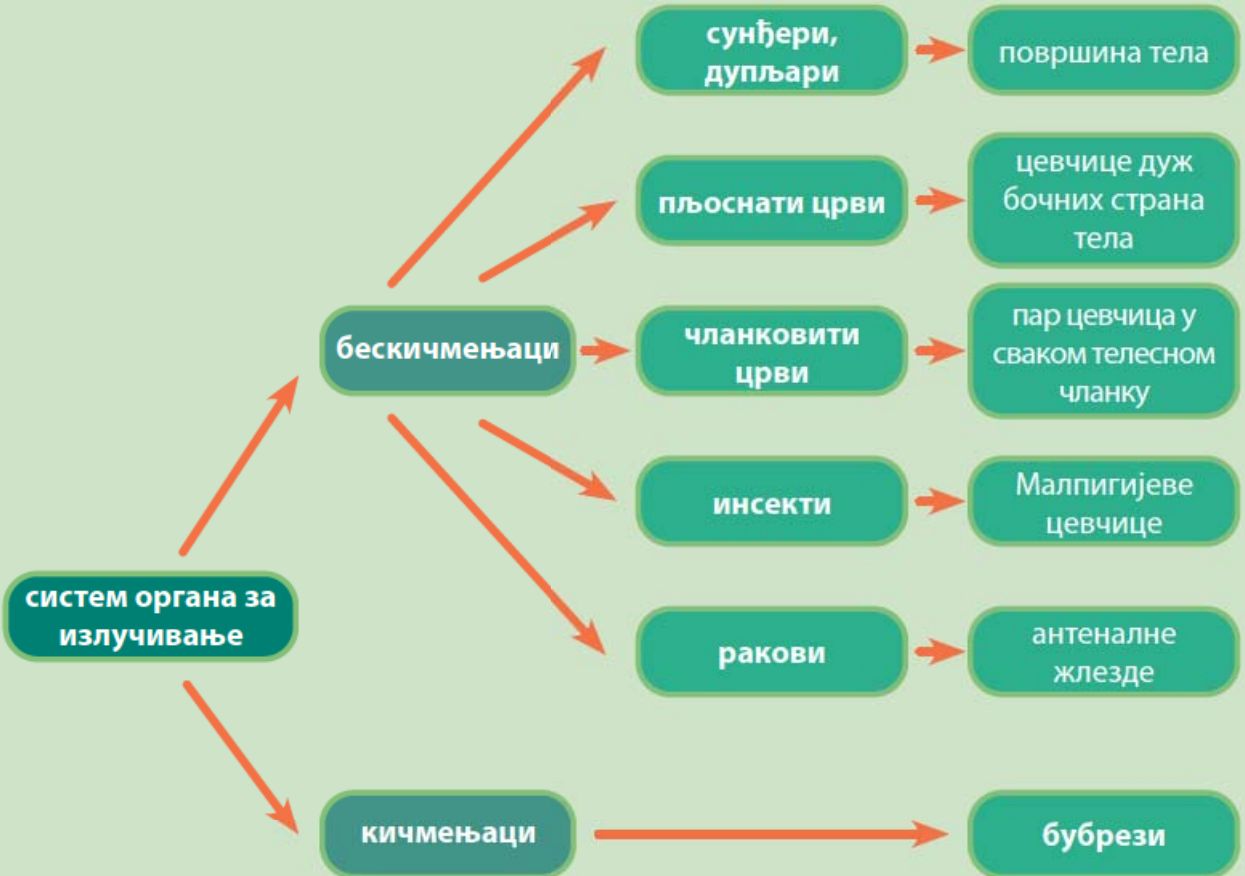 сунђери,
дупљари
површина тела
пљоснати црви
цевчице дуж
бочних страна
тела
бескичмењаци
чланковити
црви
пар цевчица у
сваком телесном
чланку
инсекти
Малпигијеве
цевчице
систем органа за
излучивање
ракови
антеналне
жлезде
кичмењаци
бубрези